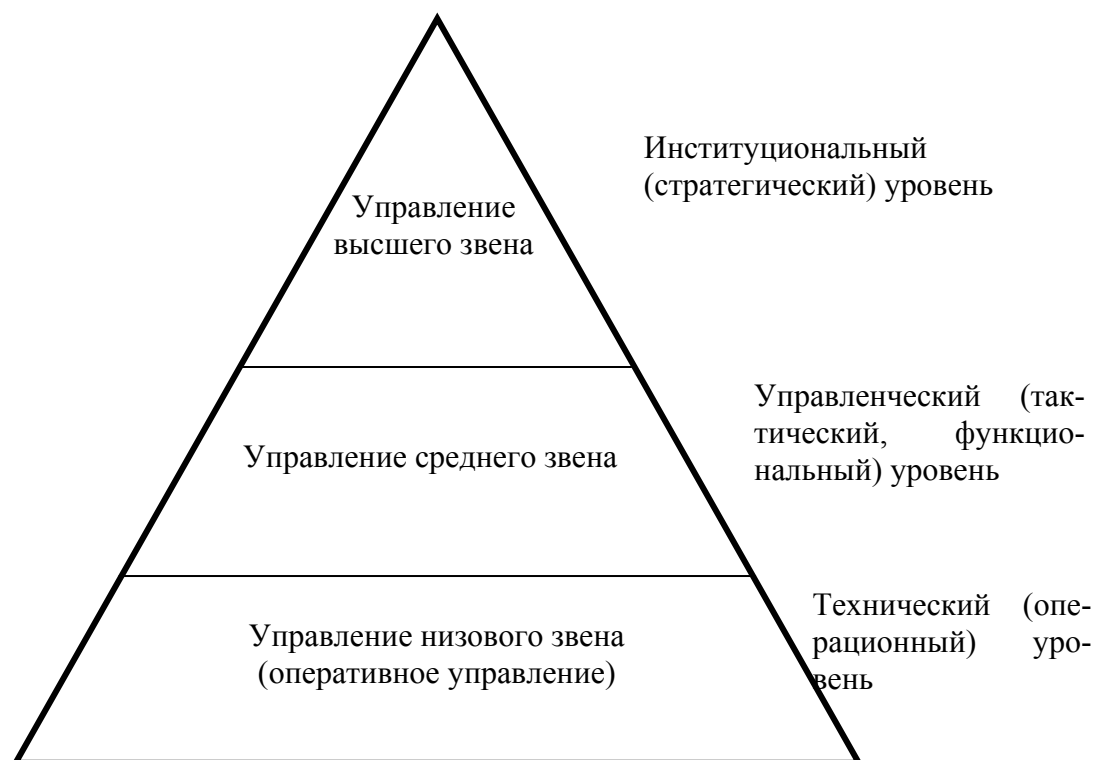 Институциональный
(стратегический) уровень
Управление
высшего звена
Управленческий (так-
тический, функцио-
нальный) уровень
Управление среднего звена
Технический (опе-
рационный) уро-
вень
Управление низового звена
(оперативное управление)